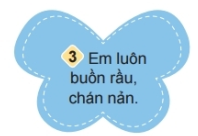 3 Em luôn
buồn rầu,
chán nản.